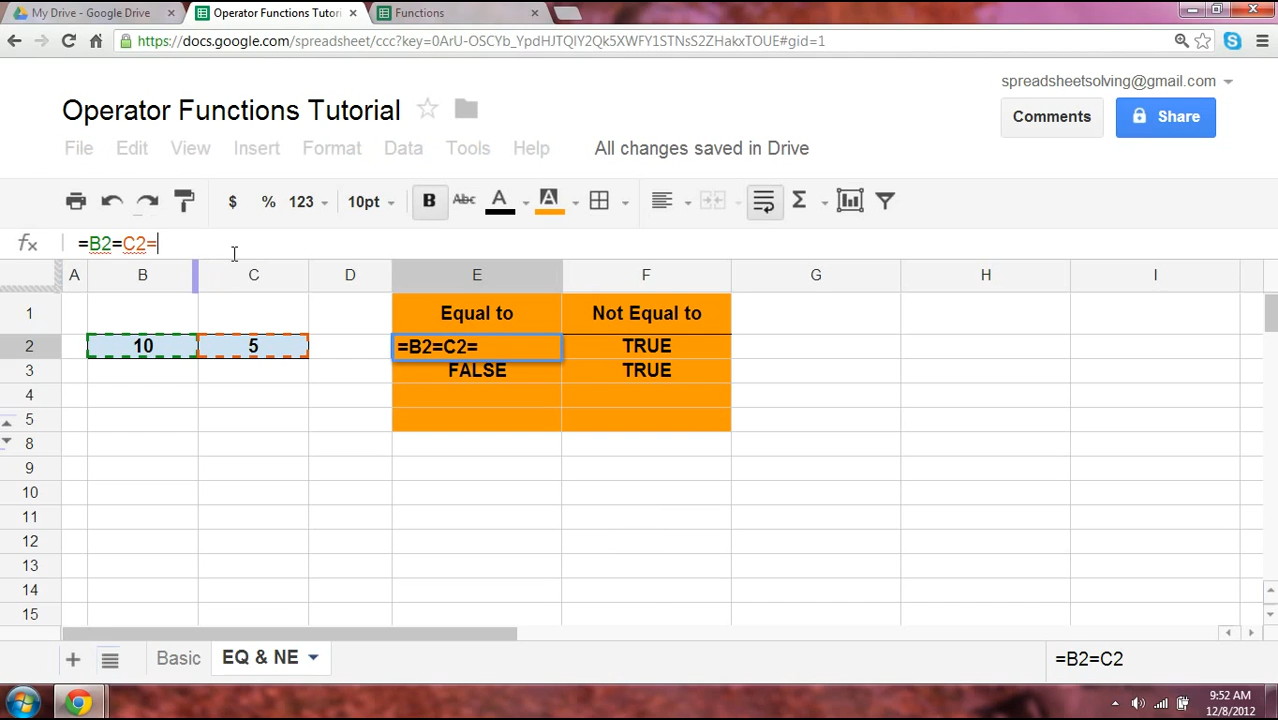 My Drive - Google Drive
Operator Functions Tutori
Functions
https://docs.google.com/spreadsheet/ccc?key=0ArU-OSCYb_YpdHJTQlY2Qk5XWFY1STNsS2ZHakxTOUE#gid=1
spreadsheetsolving@gmail.com
Operator Functions Tutorial
Comments Share
File Edit View Insert Format Data Tools Help All changes saved in Drive
$ % 123 10pt B Abc A A Σ
fx =B2=C2=
A B C D E F G H I
1 Equal to Not Equal to
2 10 5 =B2=C2= TRUE
3 FALSE TRUE
4
5
8
9
10
11
12
13
14
15
Basic EQ & NE =B2=C2
9:52 AM
12/8/2012